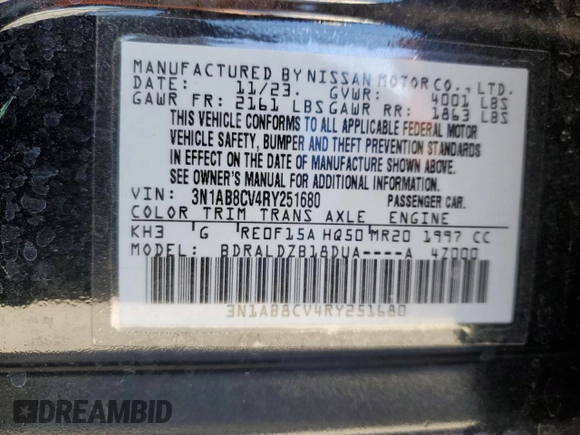 MANUFACTURED BY NISSAN MOTOR CO., LTD.
DATE: 11/23. GVWR: 4001 LBS
GAWR FR: 2161 LBS GAWR RR: 1863 LBS
THIS VEHICLE CONFORMS TO ALL APPLICABLE FEDERAL MOTOR
VEHICLE SAFETY, BUMPER AND THEFT PREVENTION STANDARDS
IN EFFECT ON THE DATE OF MANUFACTURE SHOWN ABOVE.
SEE OWNER'S MANUAL FOR ADDITIONAL INFORMATION
VIN: 3N1AB8CV4RY251680 PASSENGER CAR.
COLOR TRIM TRANS AXLE ENGINE
KH3 G RE0F15A HQ50 MR20 1997 CC
MODEL: BDRALDZB18DUA----A 4Z000
3N1AB8CV4RY251680
DREAMBID